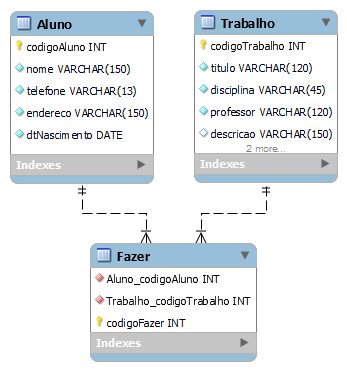 Aluno
codigoAluno INT
nome VARCHAR(150)
telefone VARCHAR(13)
endereco VARCHAR(150)
dtNascimento DATE
Indexes
Trabalho
codigoTrabalho INT
titulo VARCHAR(120)
disciplina VARCHAR(45)
professor VARCHAR(120)
descricao VARCHAR(150)
2 more...
Indexes
Fazer
Aluno_codigoAluno INT
Trabalho_codigoTrabalho INT
codigoFazer INT
Indexes